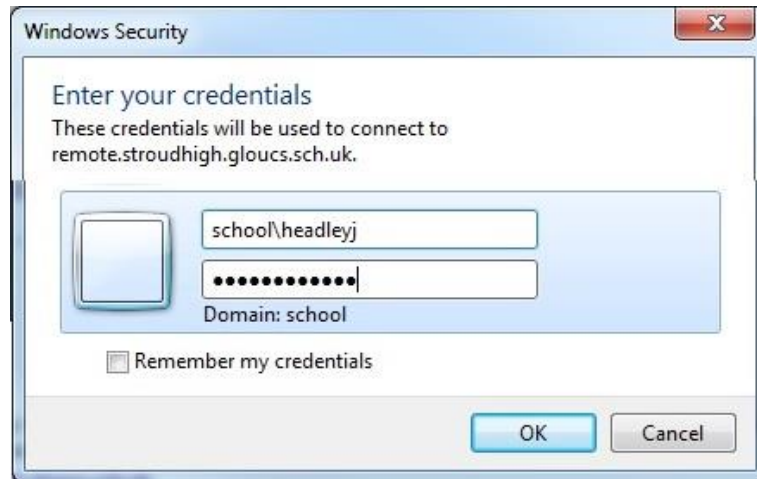 Windows Security
Enter your credentials
These credentials will be used to connect to
remote.stroudhigh.gloucs.sch.uk.
school\headleyj
●●●●●●●●●●●●
Domain: school
Remember my credentials
OK
Cancel